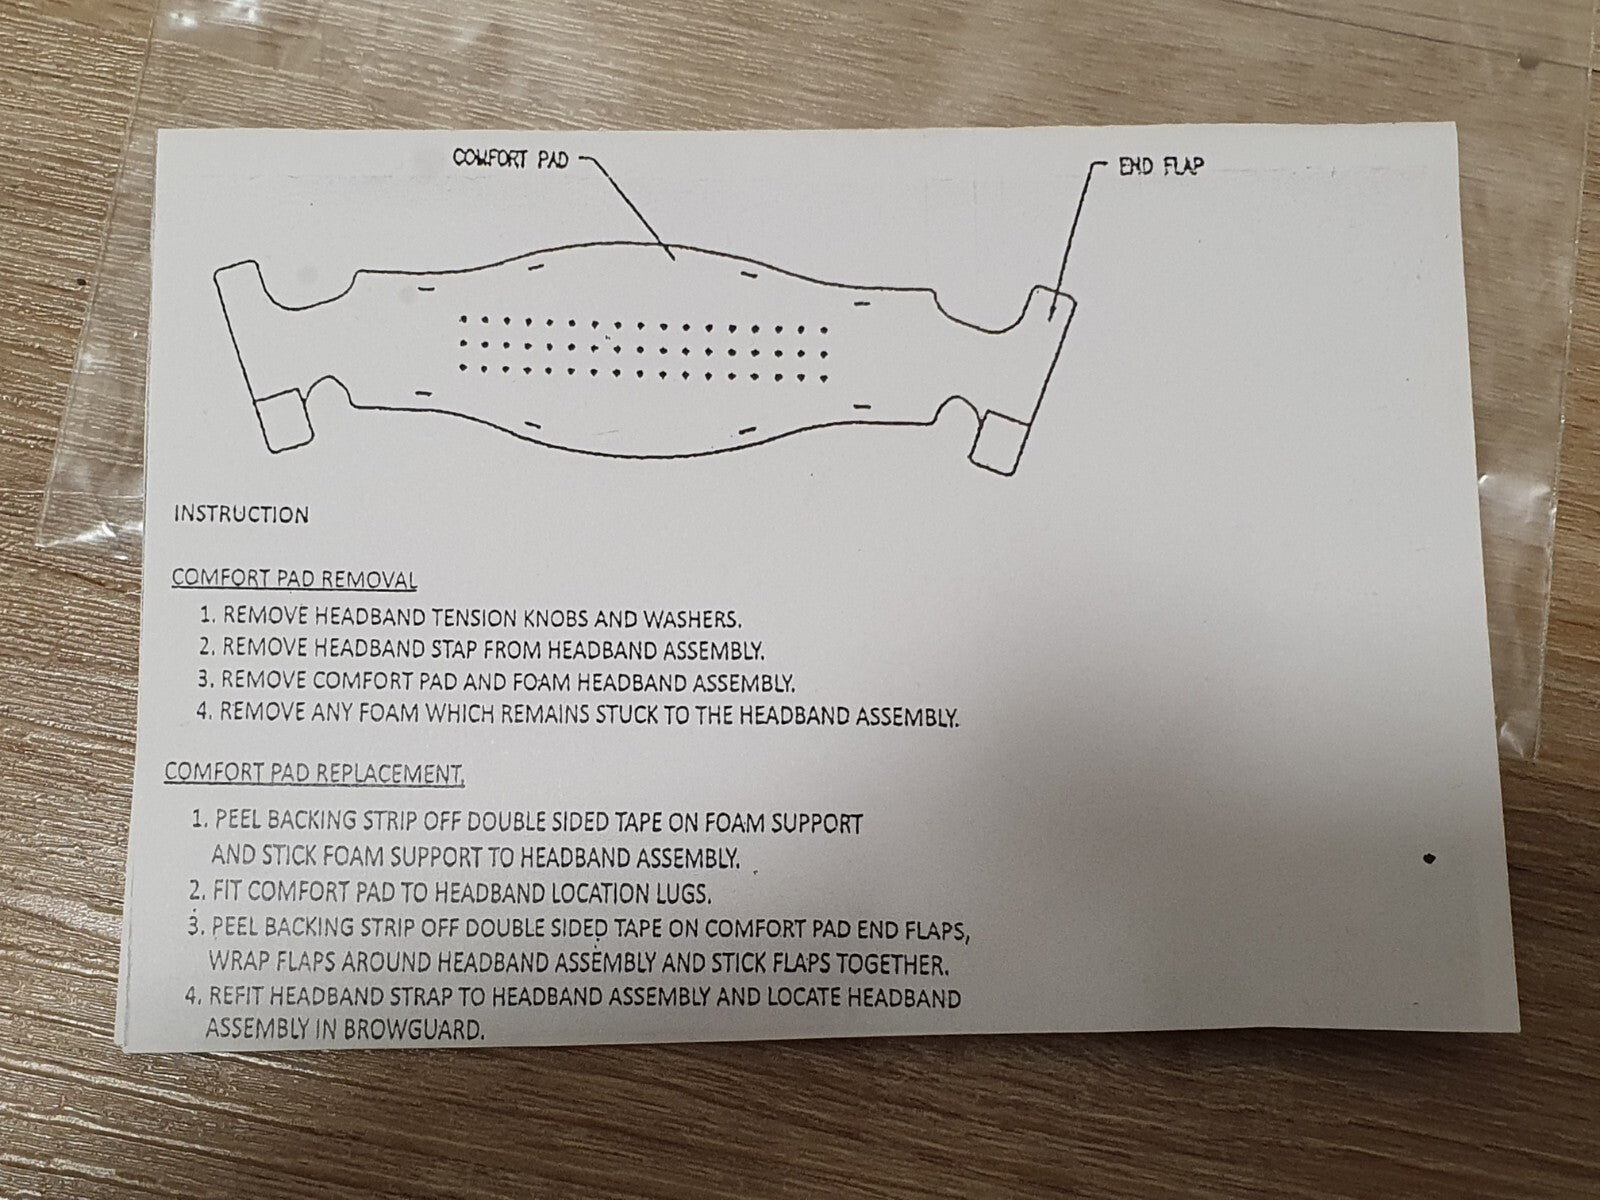 COMFORT PAD
END FLAP
INSTRUCTION
COMFORT PAD REMOVAL
1. REMOVE HEADBAND TENSION KNOBS AND WASHERS.
2. REMOVE HEADBAND STAP FROM HEADBAND ASSEMBLY.
3. REMOVE COMFORT PAD AND FOAM HEADBAND ASSEMBLY.
4. REMOVE ANY FOAM WHICH REMAINS STUCK TO THE HEADBAND ASSEMBLY.
COMFORT PAD REPLACEMENT.
1. PEEL BACKING STRIP OFF DOUBLE SIDED TAPE ON FOAM SUPPORT
AND STICK FOAM SUPPORT TO HEADBAND ASSEMBLY.
2. FIT COMFORT PAD TO HEADBAND LOCATION LUGS.
3. PEEL BACKING STRIP OFF DOUBLE SIDED TAPE ON COMFORT PAD END FLAPS,
WRAP FLAPS AROUND HEADBAND ASSEMBLY AND STICK FLAPS TOGETHER.
4. REFIT HEADBAND STRAP TO HEADBAND ASSEMBLY AND LOCATE HEADBAND
ASSEMBLY IN BROWGUARD.